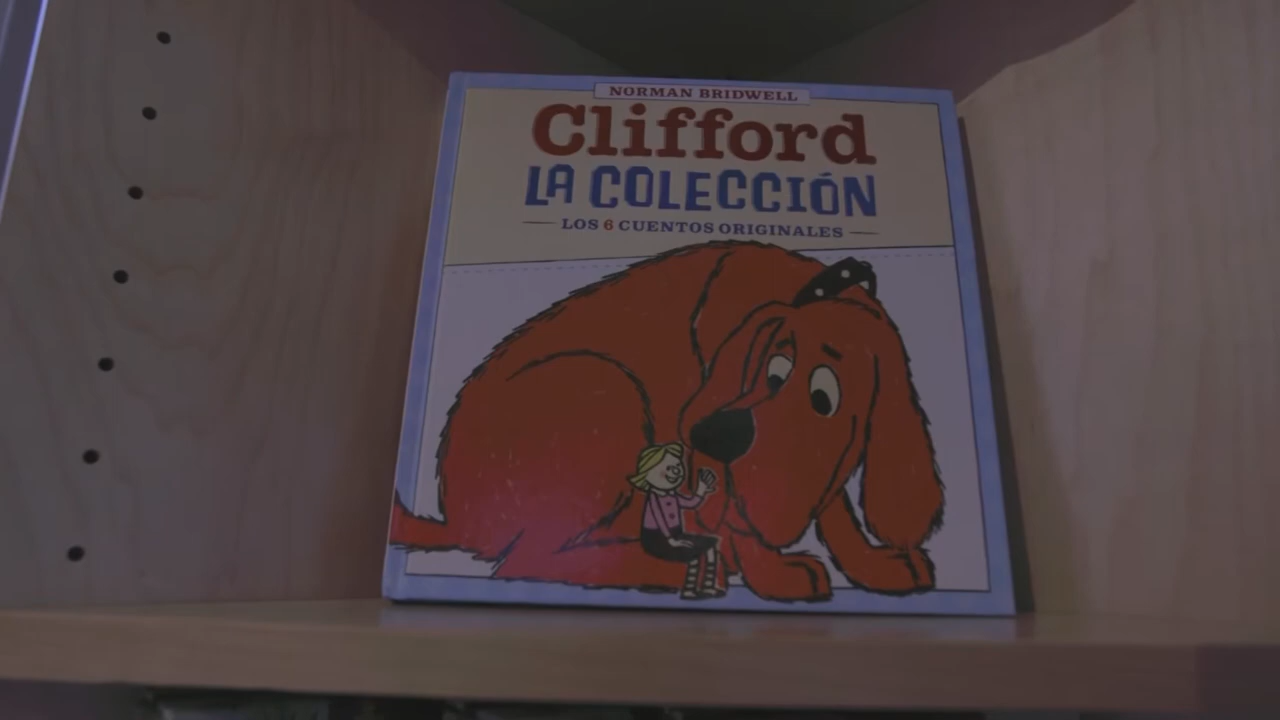 NORMAN BRIDWELL
Clifford
LA COLECCIÓN
LOS 6 CUENTOS ORIGINALES